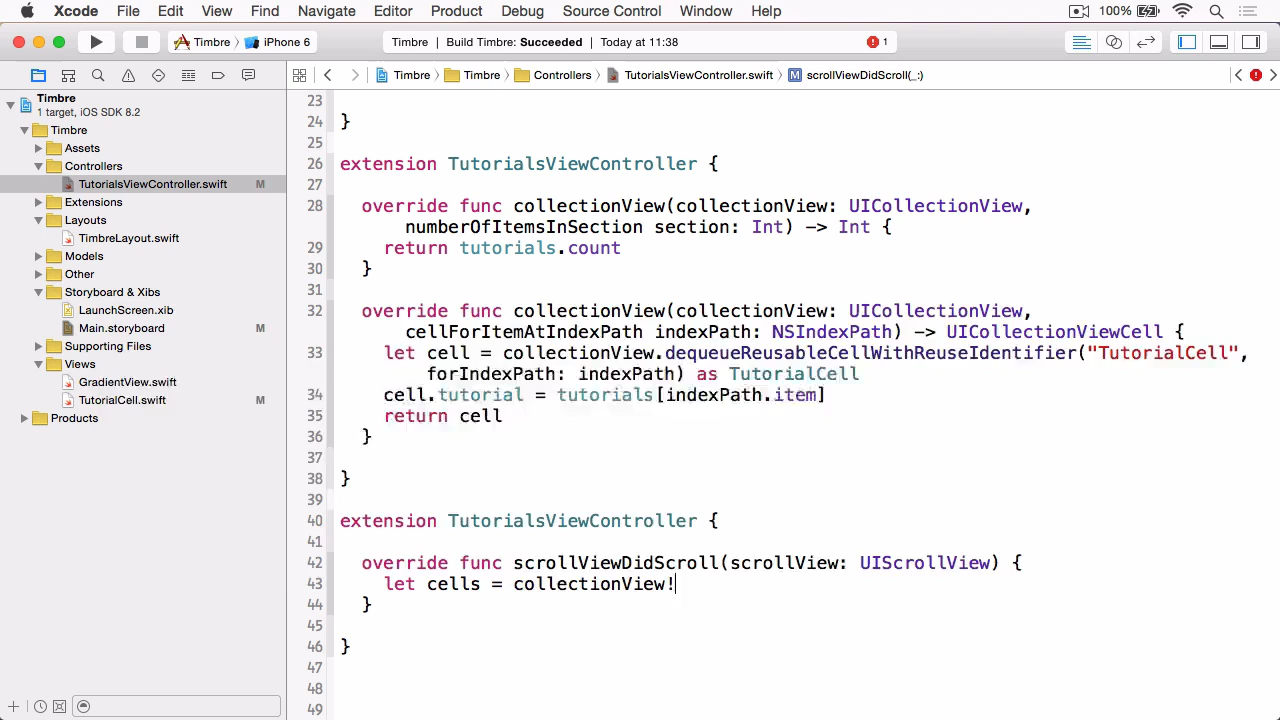 Xcode File Edit View Find Navigate Editor Product Debug Source Control Window Help 100%
Timbre iPhone 6 Timbre | Build Timbre: Succeeded | Today at 11:38 1
Timbre Timbre Controllers TutorialsViewController.swift M scrollViewDidScroll(_:)
Timbre
1 target, iOS SDK 8.2
Timbre
Assets
Controllers
TutorialsViewController.swift M
Extensions
Layouts
TimbreLayout.swift
Models
Other
Storyboard & Xibs
LaunchScreen.xib
Main.storyboard M
Supporting Files
Views
GradientView.swift
TutorialCell.swift M
Products
23
24 }
25
26 extension TutorialsViewController {
27
28 override func collectionView(collectionView: UICollectionView,
numberOfItemsInSection section: Int) -> Int {
29 return tutorials.count
30 }
31
32 override func collectionView(collectionView: UICollectionView,
cellForItemAtIndexPath indexPath: NSIndexPath) -> UICollectionViewCell {
33 let cell = collectionView.dequeueReusableCellWithReuseIdentifier("TutorialCell",
forIndexPath: indexPath) as TutorialCell
34 cell.tutorial = tutorials[indexPath.item]
35 return cell
36 }
37
38 }
39
40 extension TutorialsViewController {
41
42 override func scrollViewDidScroll(scrollView: UIScrollView) {
43 let cells = collectionView!
44 }
45
46 }
47
48
49